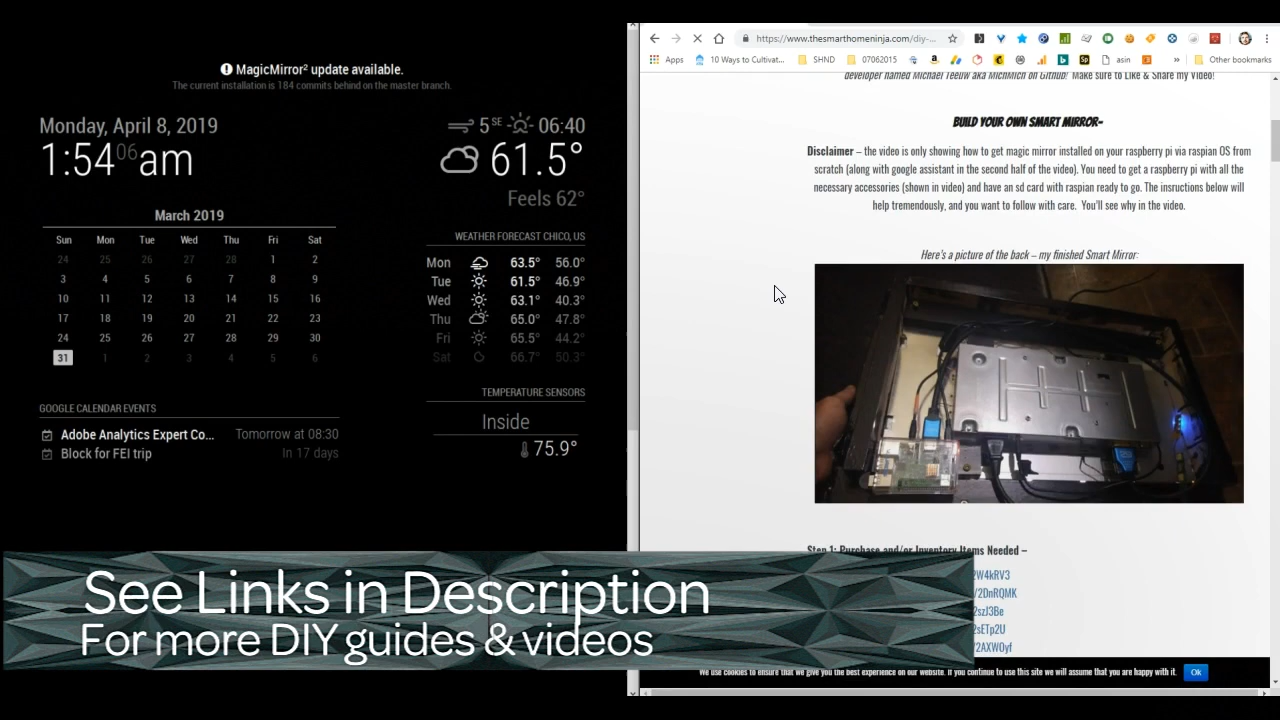 MagicMirror² update available.
The current installation is 184 commits behind on the master branch.
Monday, April 8, 2019
1:54 06 am
5 SE 06:40
61.5°
Feels 62°
March 2019
Sun Mon Tue Wed Thu Fri Sat
24 25 26 27 28 1 2
3 4 5 6 7 8 9
10 11 12 13 14 15 16
17 18 19 20 21 22 23
24 25 26 27 28 29 30
31 1 2 3 4 5 6
WEATHER FORECAST CHICO, US
Mon 63.5° 56.0°
Tue 61.5° 46.9°
Wed 63.1° 40.3°
Thu 65.0° 47.8°
Fri 65.5° 44.2°
Sat 66.7° 50.3°
GOOGLE CALENDAR EVENTS
Adobe Analytics Expert Co... Tomorrow at 08:30
Block for FEI trip In 17 days
TEMPERATURE SENSORS
Inside
75.9°
https://www.thesmarthomeninja.com/diy-...
Apps 10 Ways to Cultivat... SHND 07062015 asin » Other bookmarks
developer named Michael Teeuw aka MichMich on Github! Make sure to Like & Share my Video!
BUILD YOUR OWN SMART MIRROR~
Disclaimer – the video is only showing how to get magic mirror installed on your raspberry pi via raspian OS from
scratch (along with google assistant in the second half of the video). You need to get a raspberry pi with all the
necessary accessories (shown in video) and have an sd card with raspian ready to go. The insructions below will
help tremendously, and you want to follow with care. You'll see why in the video.
Here's a picture of the back – my finished Smart Mirror:
Step 1: Purchase and/or Inventory Items Needed –
2W4kRV3
/2DnRQMK
2szJ3Be
2sETp2U
/2AXW0yf
See Links in Description
For more DIY guides & videos
We use cookies to ensure that we give you the best experience on our website. If you continue to use this site we will assume that you are happy with it. Ok